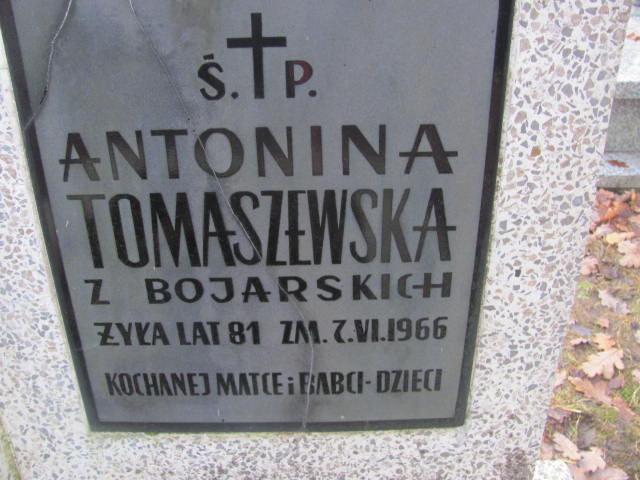 Ś. P.
ANTONINA
TOMASZEWSKA
Z BOJARSKICH
ŻYŁA LAT 81 ZM. 7.VI.1966
KOCHANEJ MATCE i BABCI - DZIECI